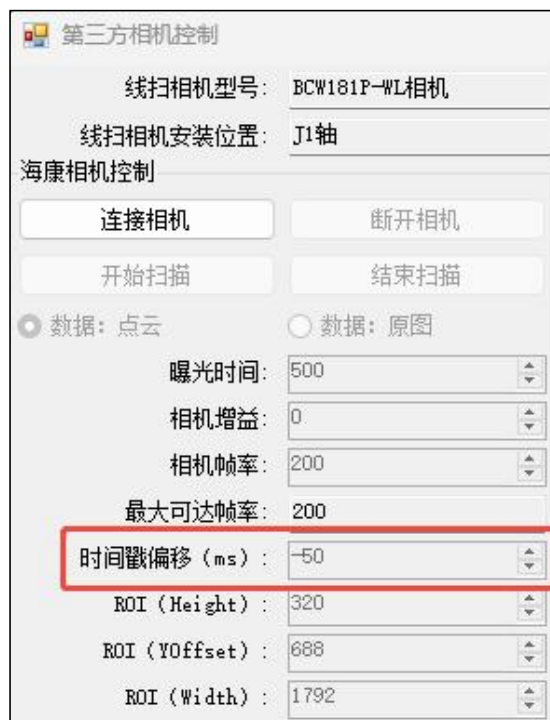 第三方相机控制
线扫相机型号: BCW181P-WL相机
线扫相机安装位置: J1轴
海康相机控制
连接相机 断开相机
开始扫描 结束扫描
数据: 点云 数据: 原图
曝光时间: 500
相机增益: 0
相机帧率: 200
最大可达帧率: 200
时间戳偏移(ms): -50
ROI(Height): 320
ROI(YOffset): 688
ROI(Width): 1792